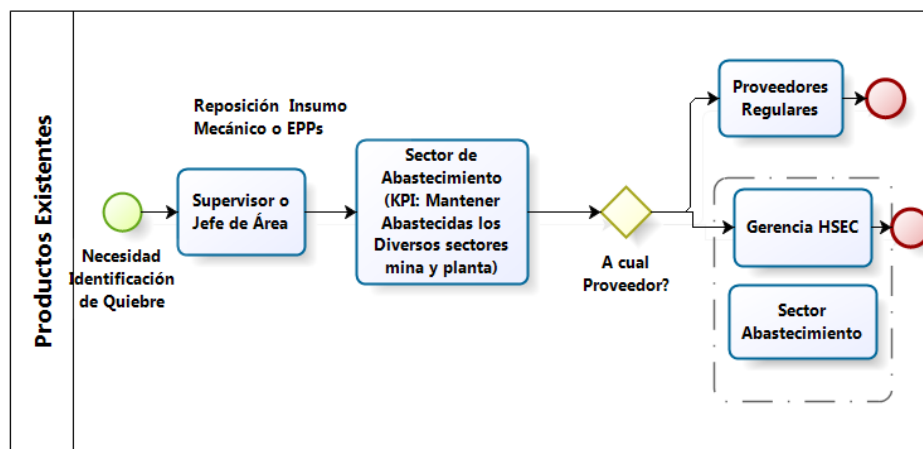 Productos Existentes
Necesidad
Identificación
de Quiebre
Supervisor o
Jefe de Área
Reposición Insumo
Mecánico o EPPs
Sector de
Abastecimiento
(KPI: Mantener
Abastecidas los
Diversos sectores
mina y planta)
A cual
Proveedor?
Proveedores
Regulares
Gerencia HSEC
Sector
Abastecimiento